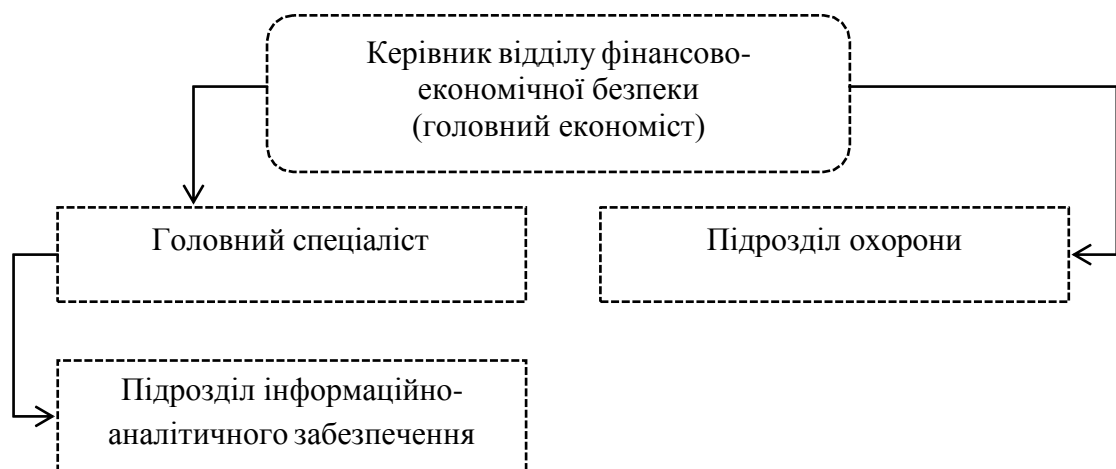 Керівник відділу фінансово-
економічної безпеки
(головний економіст)
Головний спеціаліст
Підрозділ охорони
Підрозділ інформаційно-
аналітичного забезпечення